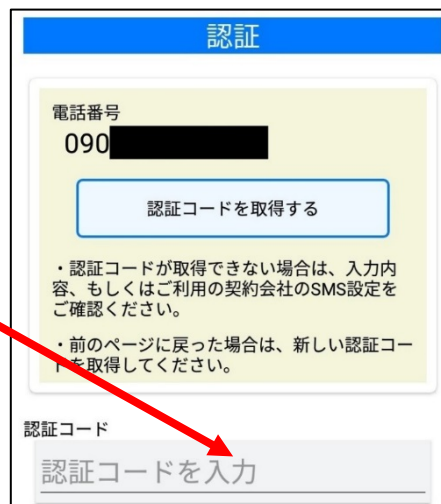 認証
電話番号
090
認証コードを取得する
・認証コードが取得できない場合は、入力内
容、もしくはご利用の契約会社のSMS設定を
ご確認ください。
・前のページに戻った場合は、新しい認証コー
ドを取得してください。
認証コード
認証コードを入力